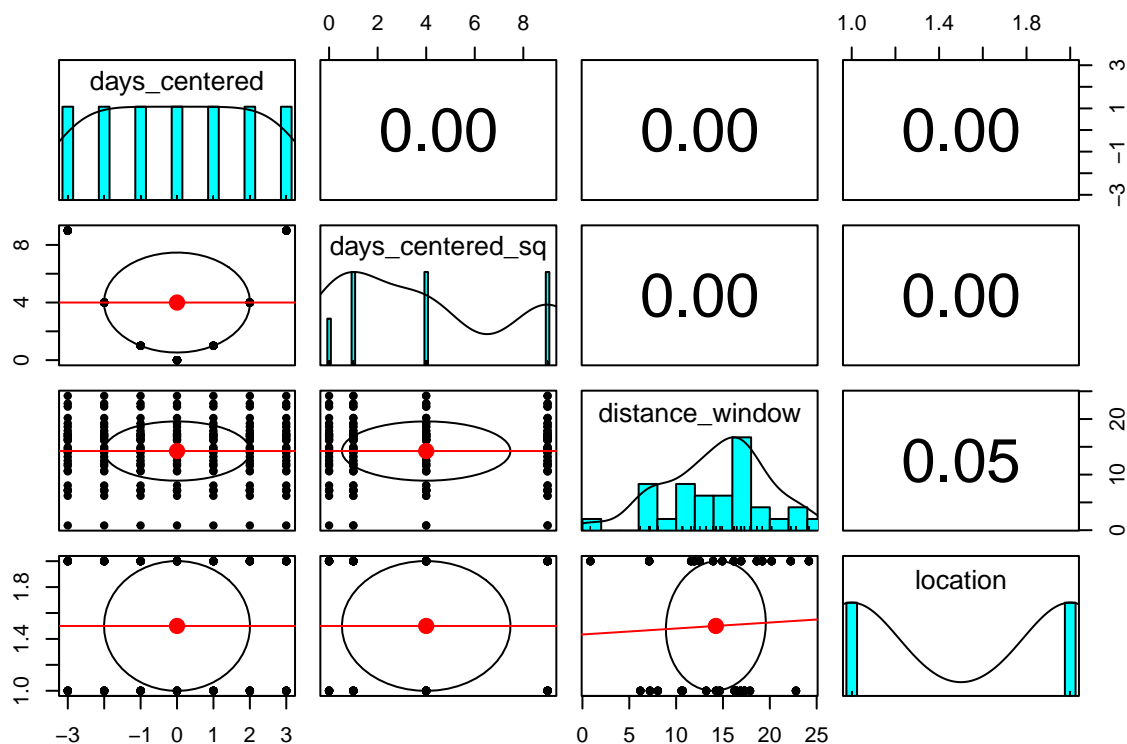 0 2 4 6 8
1.0 1.4 1.8
days_centered
0.00
0.00
0.00
-3 -1 1 3
0 4 8
days_centered_sq
0.00
0.00
distance_window
0.05
0 10 20
1.0 1.4 1.8
location
−3 −1 0 1 2 3
0 5 10 15 20 25